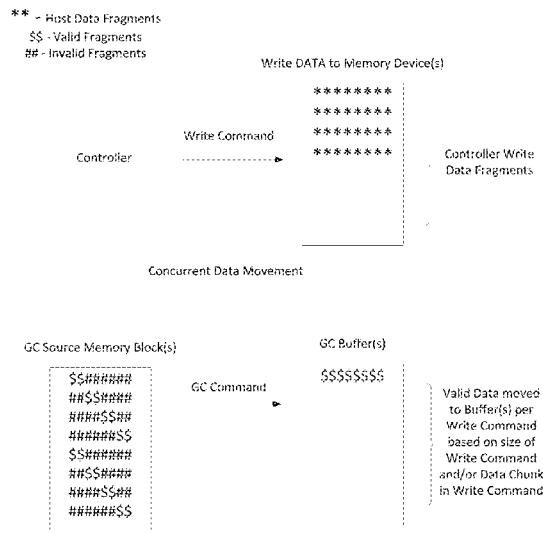 ** - Host Data Fragments
$$ - Valid Fragments
## - Invalid Fragments
Write DATA to Memory Device(s)
********
********
********
********
Write Command
Controller
Controller Write
Data Fragments
Concurrent Data Movement
GC Source Memory Block(s)
GC Buffer(s)
$$######
##$$####
####$$##
######$$
$$######
##$$####
####$$##
######$$
GC Command
$$$$$$$$
Valid Data moved
to Buffer(s) per
Write Command
based on size of
Write Command
and/or Data Chunk
in Write Command